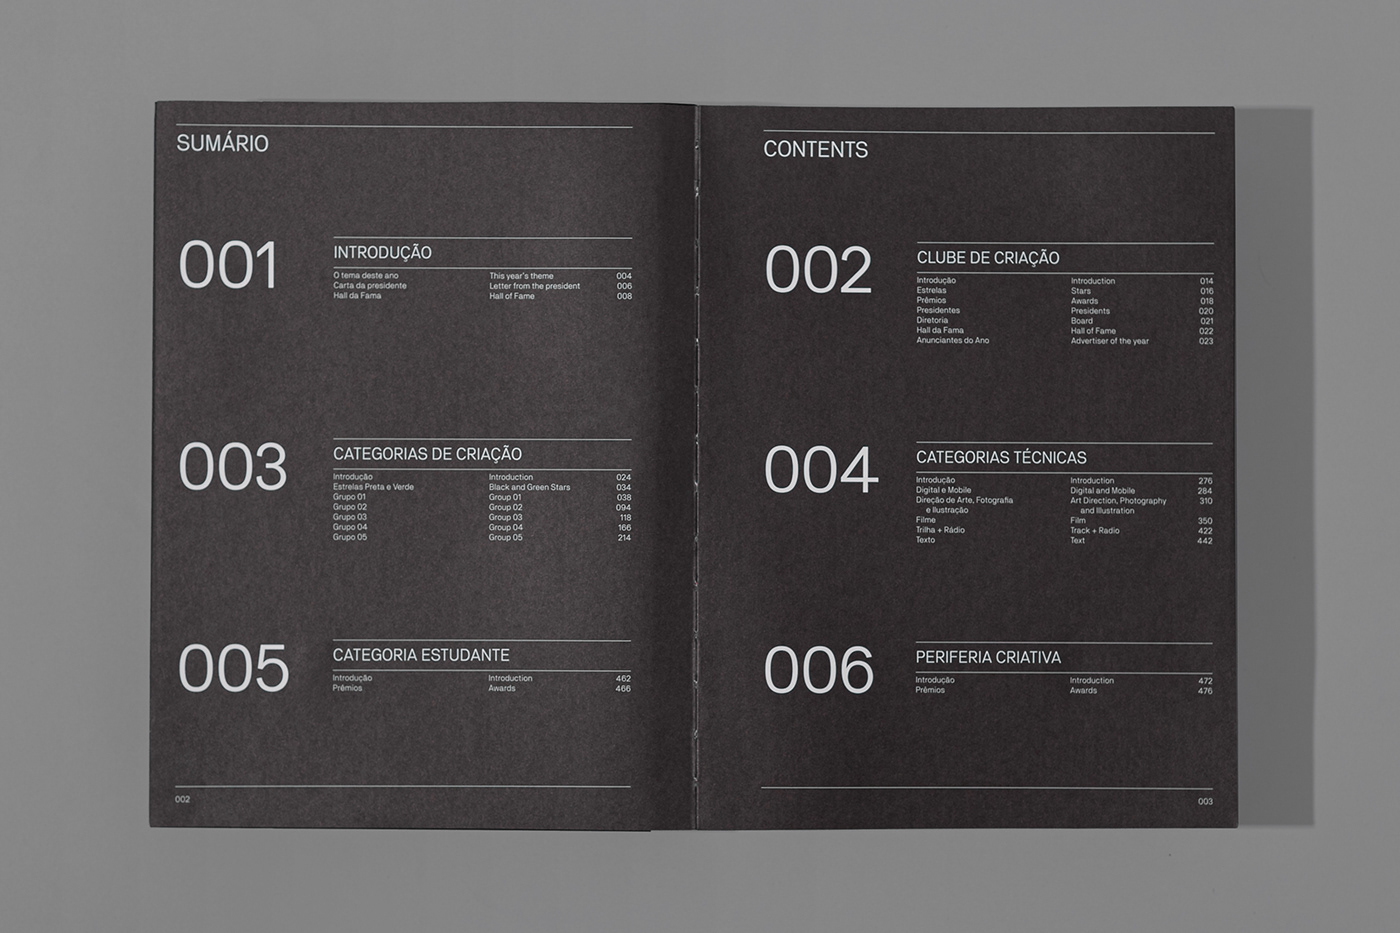 SUMÁRIO
001
INTRODUÇÃO
O tema deste ano This year's theme 004
Carta da presidente Letter from the president 006
Hall da Fama Hall of Fame 008
003
CATEGORIAS DE CRIAÇÃO
Introdução Introduction 024
Estrelas Preta e Verde Black and Green Stars 034
Grupo 01 Group 01 038
Grupo 02 Group 02 094
Grupo 03 Group 03 118
Grupo 04 Group 04 166
Grupo 05 Group 05 214
005
CATEGORIA ESTUDANTE
Introdução Introduction 462
Prêmios Awards 466
002
CONTENTS
002
CLUBE DE CRIAÇÃO
Introdução Introduction 014
Estrelas Stars 016
Prêmios Awards 018
Presidentes Presidents 020
Diretoria Board 021
Hall da Fama Hall of Fame 022
Anunciantes do Ano Advertiser of the year 023
004
CATEGORIAS TÉCNICAS
Introdução Introduction 276
Digital e Mobile Digital and Mobile 284
Direção de Arte, Fotografia Art Direction, Photography 310
e Ilustração and Illustration
Filme Film 350
Trilha + Rádio Track + Radio 422
Texto Text 442
006
PERIFERIA CRIATIVA
Introdução Introduction 472
Prêmios Awards 476
003